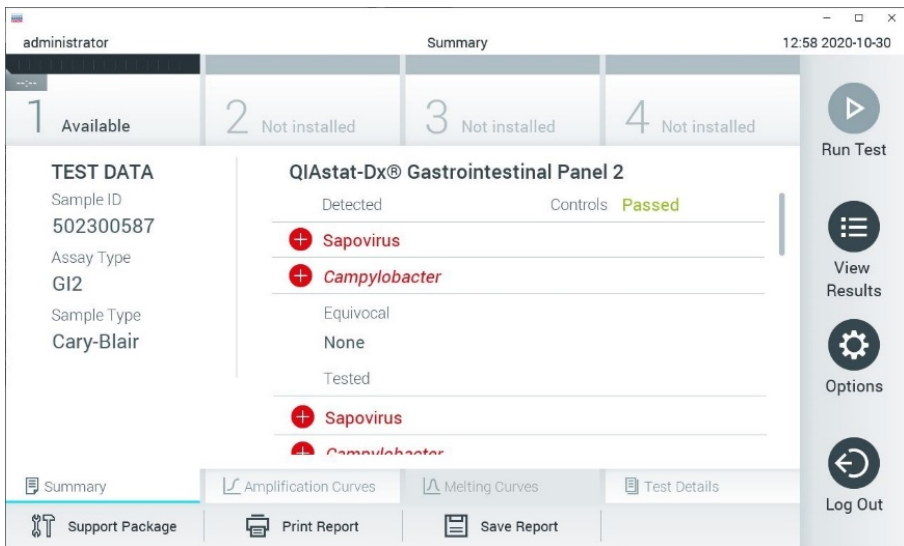 administrator
Summary
12:58 2020-10-30
--:--
1 Available
2 Not installed
3 Not installed
4 Not installed
Run Test
View Results
Options
Log Out
TEST DATA
Sample ID
502300587
Assay Type
GI2
Sample Type
Cary-Blair
QIAstat-Dx® Gastrointestinal Panel 2
Detected
Controls Passed
Sapovirus
Campylobacter
Equivocal
None
Tested
Sapovirus
Campylobacter
Summary
Amplification Curves
Melting Curves
Test Details
Support Package
Print Report
Save Report